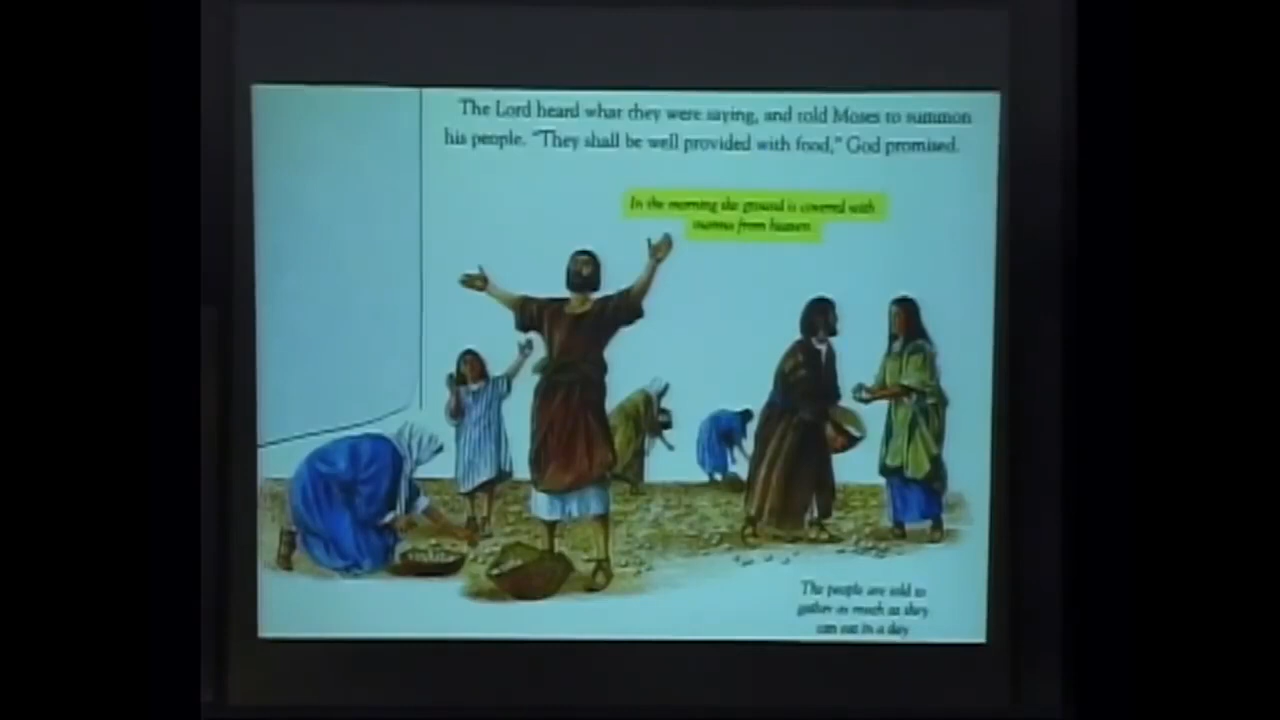 The Lord heard what they were saying, and told Moses to summon
his people. "They shall be well provided with food," God promised.
In the morning the ground is covered with
manna from heaven
The people are told to
gather as much as they
can eat in a day